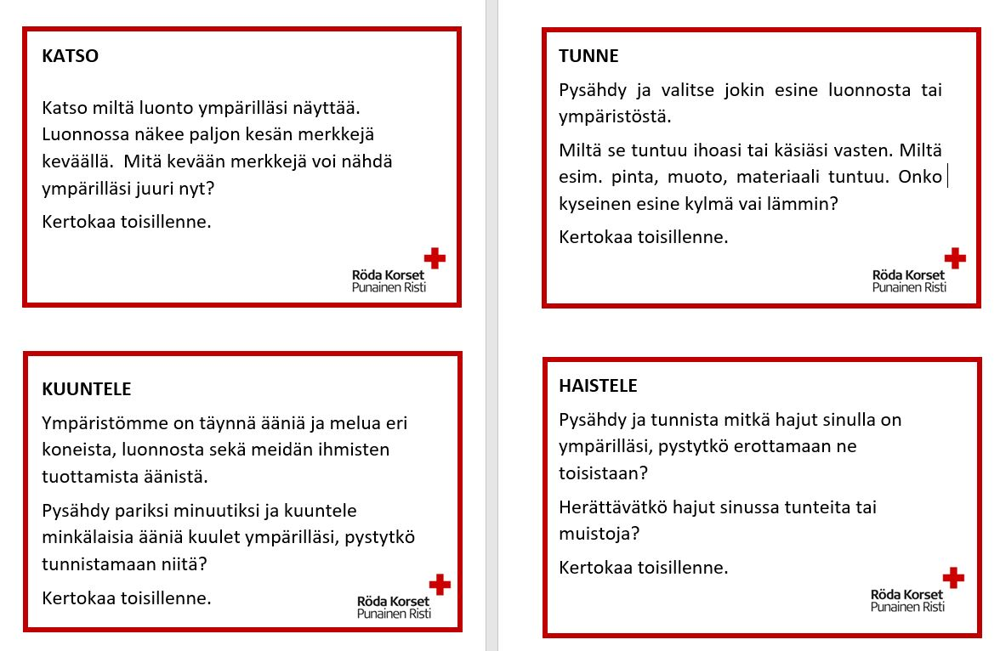 KATSO
Katso miltä luonto ympärilläsi näyttää.
Luonnossa näkee paljon kesän merkkejä
keväällä.  Mitä kevään merkkejä voi nähdä
ympärilläsi juuri nyt?
Kertokaa toisillenne.
Röda Korset
Punainen Risti
TUNNE
Pysähdy ja valitse jokin esine luonnosta tai
ympäristöstä.
Miltä se tuntuu ihoasi tai käsiäsi vasten. Miltä
esim. pinta, muoto, materiaali tuntuu. Onko
kyseinen esine kylmä vai lämmin?
Kertokaa toisillenne.
Röda Korset
Punainen Risti
KUUNTELE
Ympäristömme on täynnä ääniä ja melua eri
koneista, luonnosta sekä meidän ihmisten
tuottamista äänistä.
Pysähdy pariksi minuutiksi ja kuuntele
minkälaisia ääniä kuulet ympärilläsi, pystytkö
tunnistamaan niitä?
Kertokaa toisillenne.
Röda Korset
Punainen Risti
HAISTELE
Pysähdy ja tunnista mitkä hajut sinulla on
ympärilläsi, pystytkö erottamaan ne
toisistaan?
Herättävätkö hajut sinussa tunteita tai
muistoja?
Kertokaa toisillenne.
Röda Korset
Punainen Risti